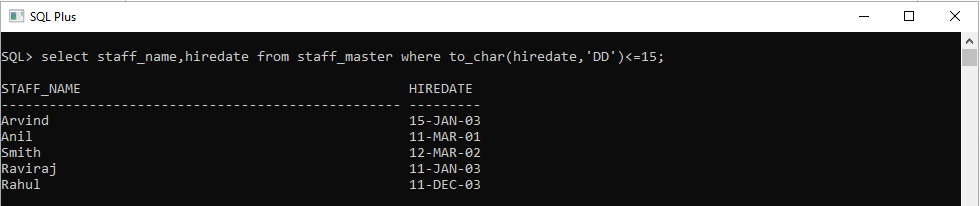 SQL Plus
SQL> select staff_name,hiredate from staff_master where to_char(hiredate,'DD')<=15;
STAFF_NAME HIREDATE
-------------------------------------------------- ---------
Arvind 15-JAN-03
Anil 11-MAR-01
Smith 12-MAR-02
Raviraj 11-JAN-03
Rahul 11-DEC-03